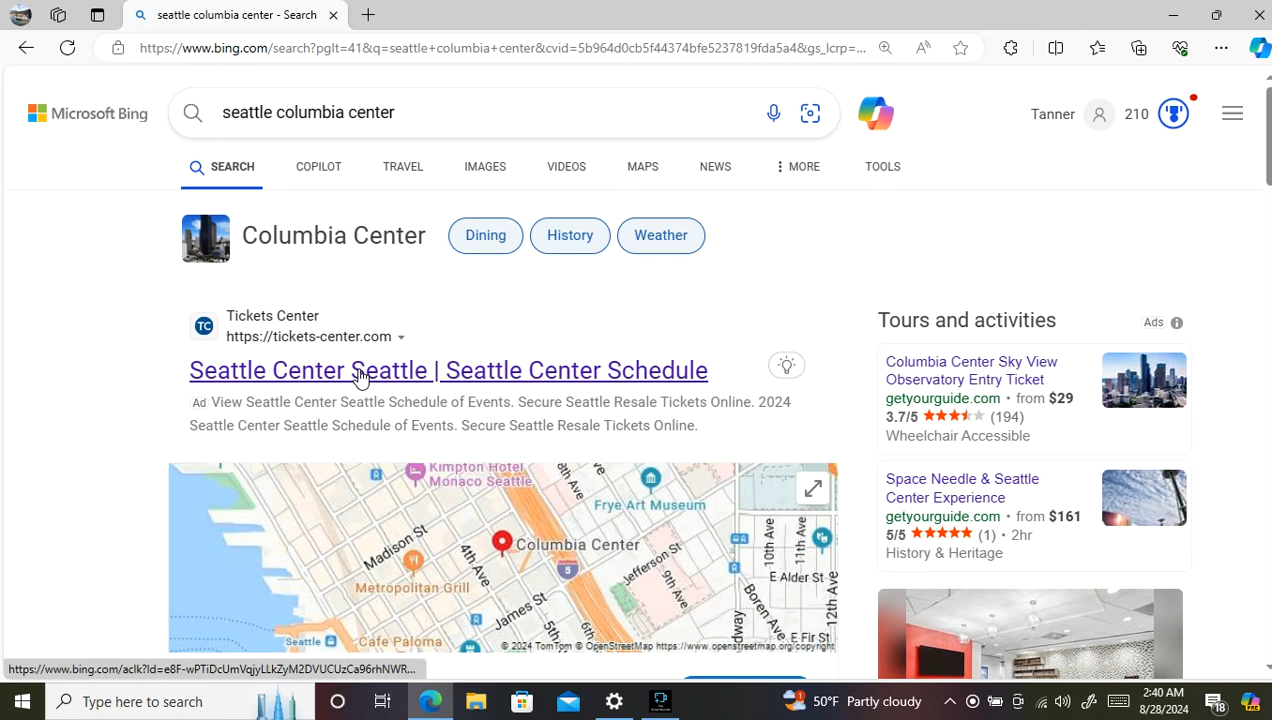 seattle columbia center - Search
https://www.bing.com/search?pglt=41&q=seattle+columbia+center&cvid=5b964d0cb5f44374bfe5237819fda5a4&gs_lcrp=...
Microsoft Bing
seattle columbia center
Tanner
210
SEARCH
COPILOT
TRAVEL
IMAGES
VIDEOS
MAPS
NEWS
MORE
TOOLS
Columbia Center
Dining
History
Weather
TC
Tickets Center
https://tickets-center.com
Seattle Center Seattle | Seattle Center Schedule
Ad View Seattle Center Seattle Schedule of Events. Secure Seattle Resale Tickets Online. 2024
Seattle Center Seattle Schedule of Events. Secure Seattle Resale Tickets Online.
Kimpton Hotel
Monaco Seattle
8th Ave
Frye Art Museum
Madison St
4th Ave
Columbia Center
5
Metropolitan Grill
Jefferson St
James St
9th Ave
10th Ave
11th Ave
12th Ave
E Alder St
Boren Ave
E Fir St
Seattle
Cafe Paloma
© 2024 TomTom © OpenStreetMap https://www.openstreetmap.org/copyright
Tours and activities
Ads
Columbia Center Sky View
Observatory Entry Ticket
getyourguide.com · from $29
3.7/5 (194)
Wheelchair Accessible
Space Needle & Seattle
Center Experience
getyourguide.com · from $161
5/5 (1) · 2hr
History & Heritage
https://www.bing.com/aclk?ld=e8F-wPTiDcUmVqjyLLkZyM2DVUCUzCa96rhNWR...
Type here to search
1
50°F Partly cloudy
2:40 AM
8/28/2024
18
PRE